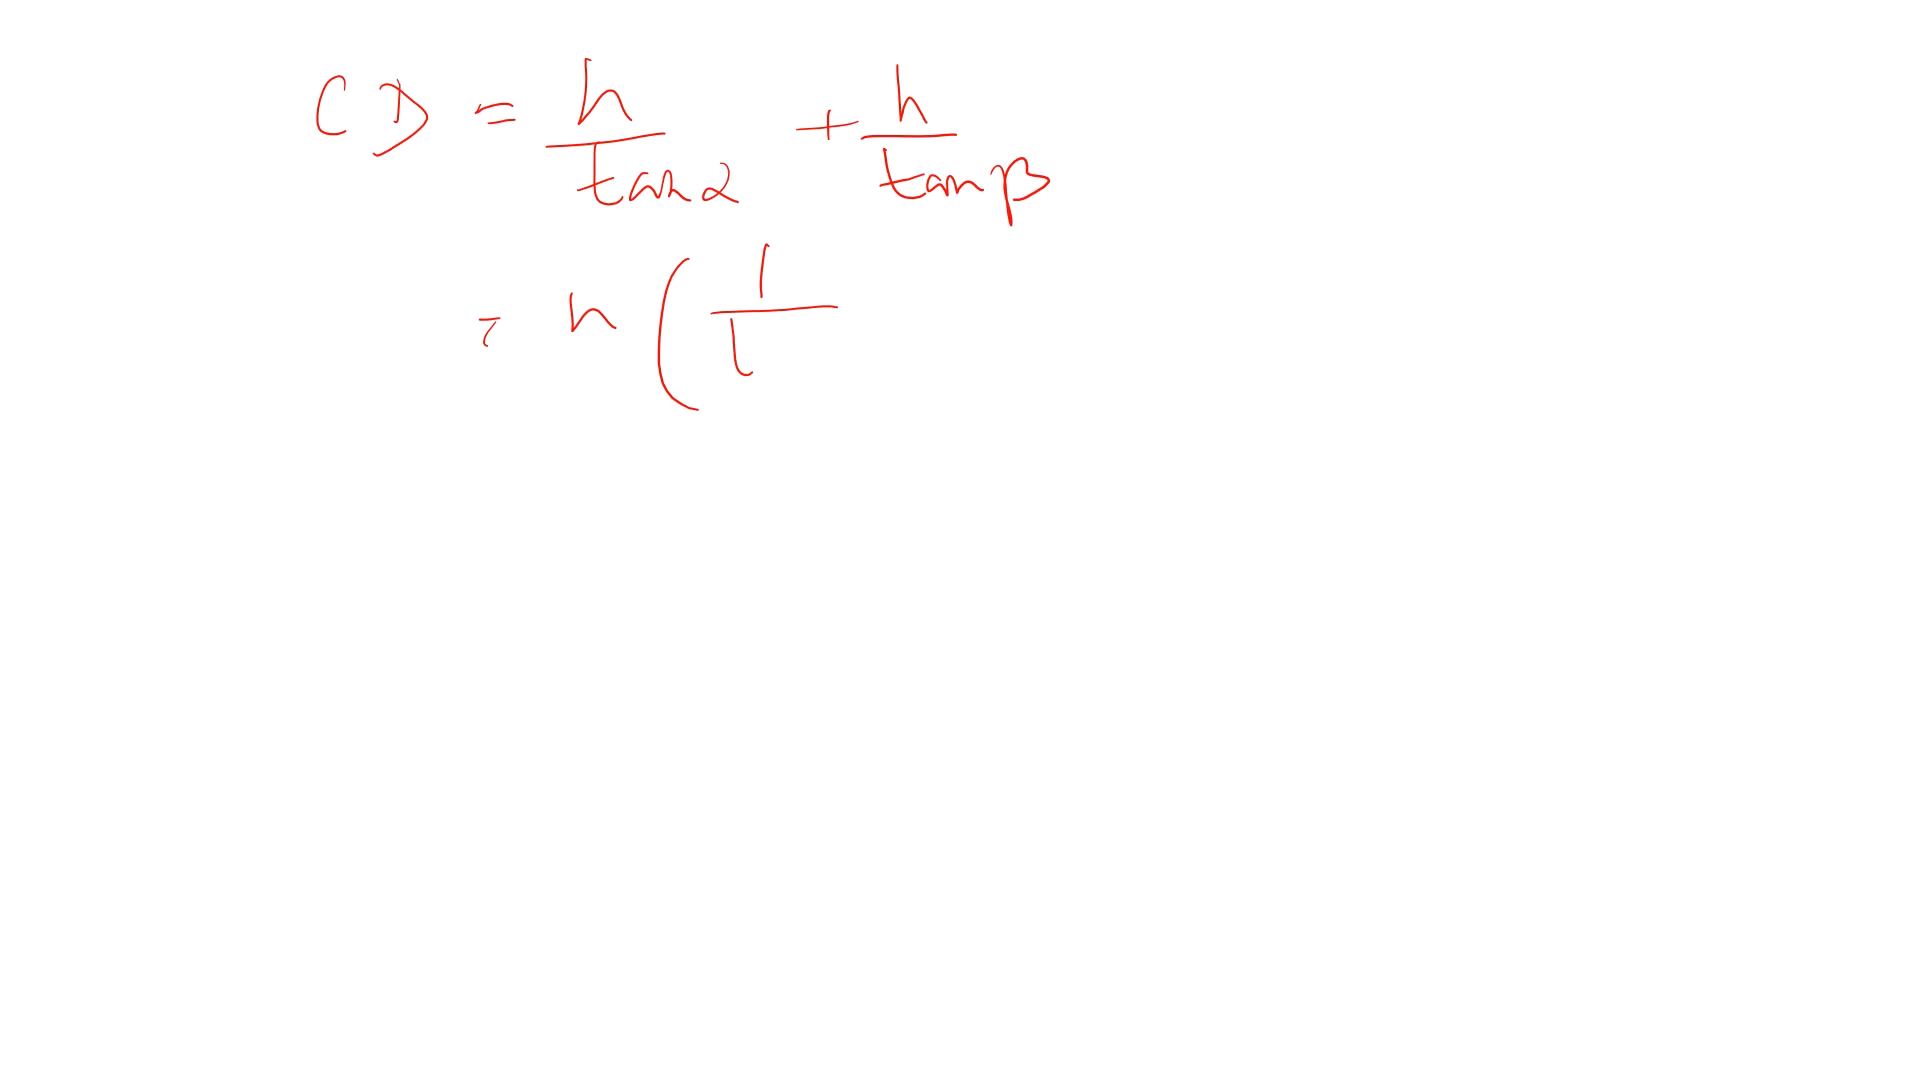 CD = h/tanα + h/tanβ
= h (1/t